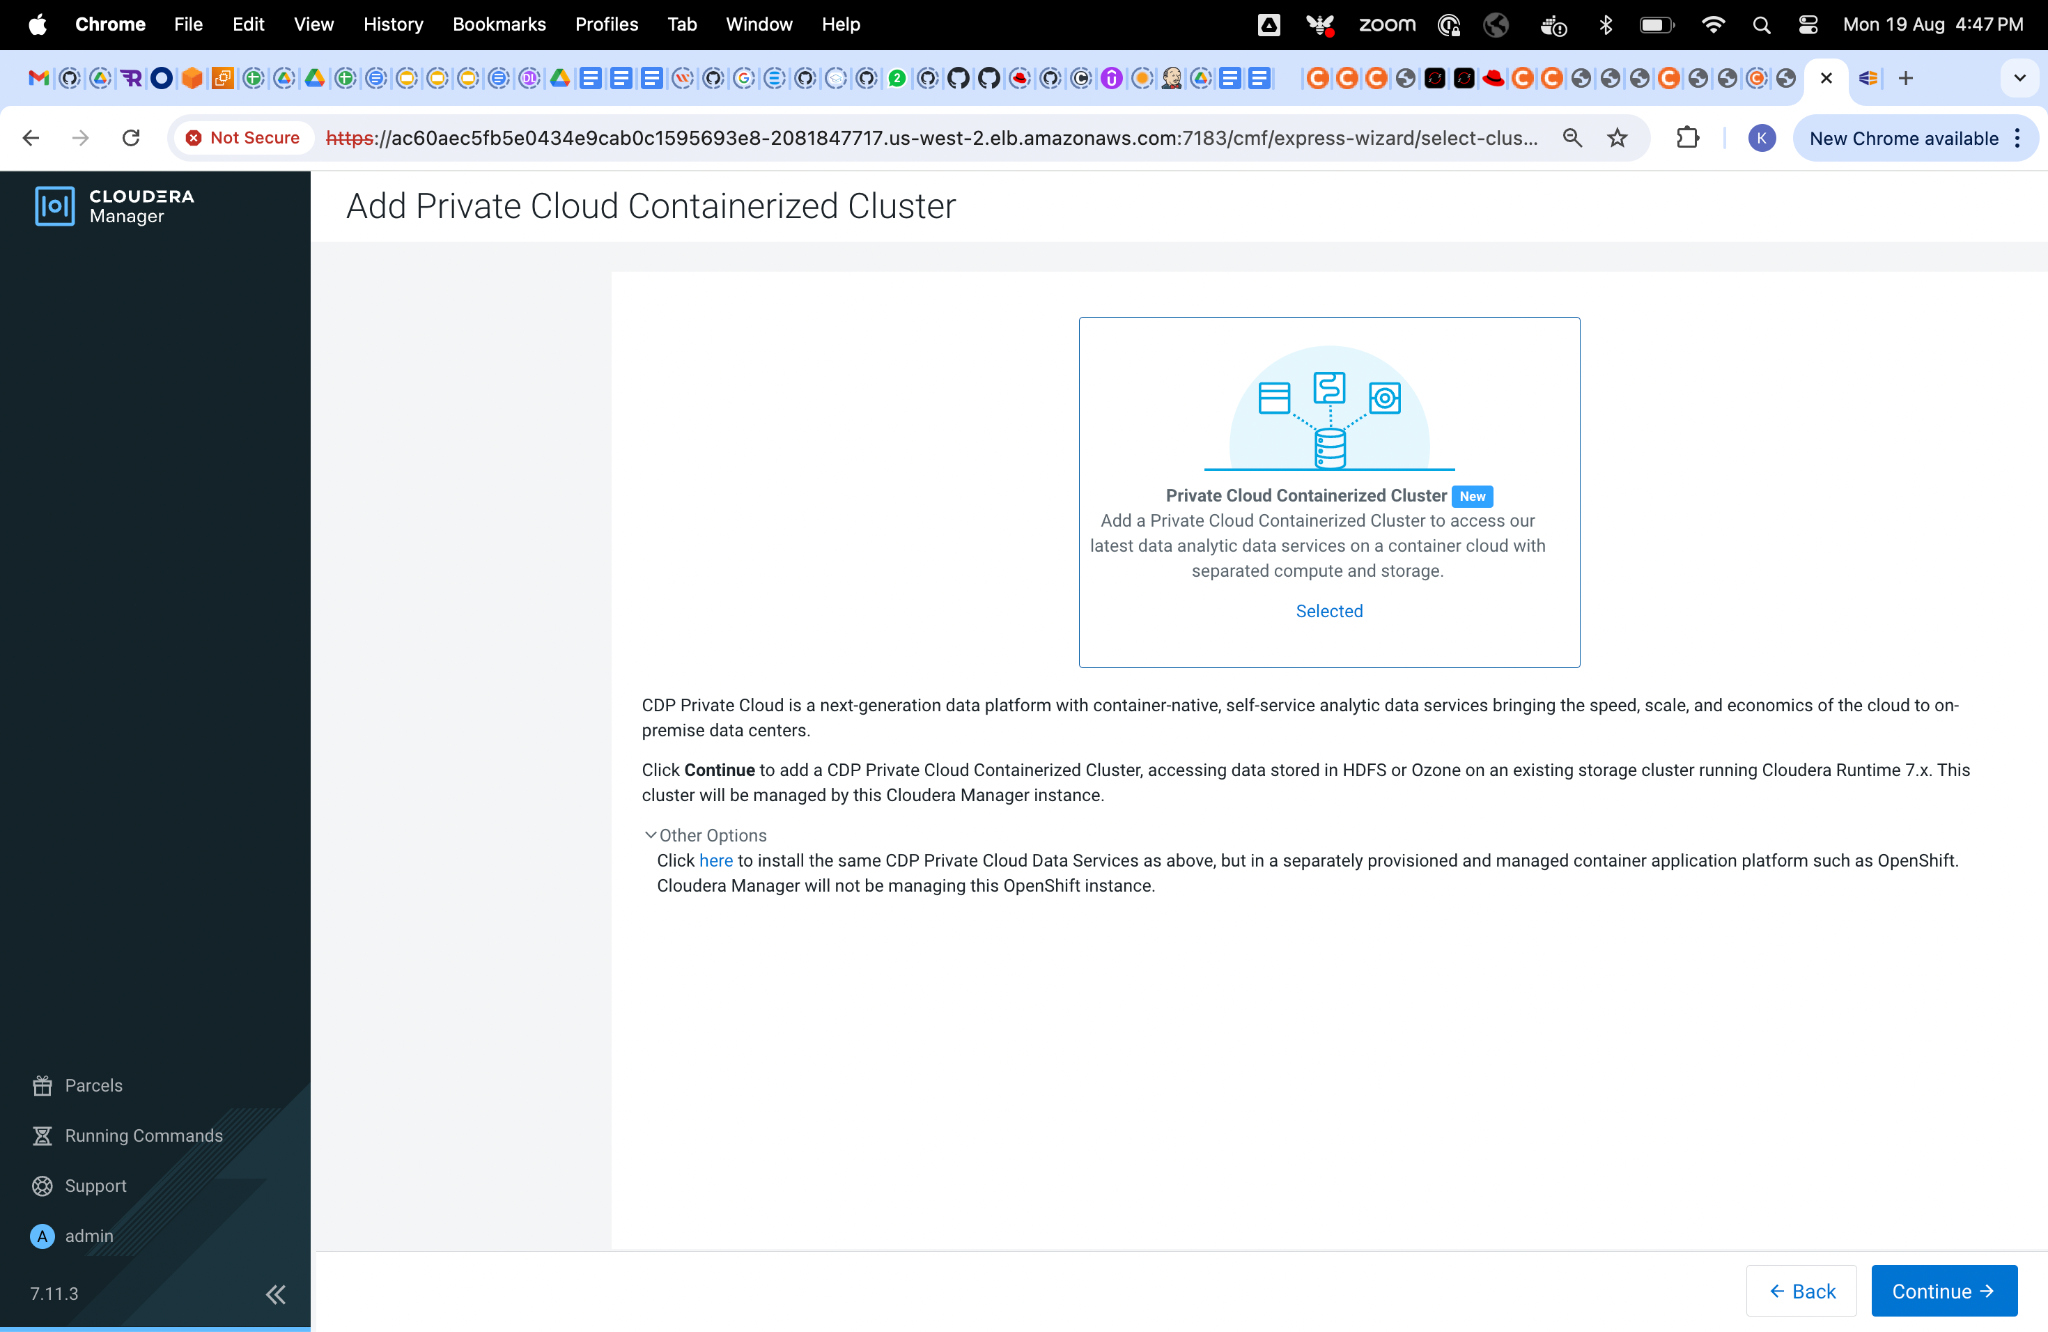 Chrome File Edit View History Bookmarks Profiles Tab Window Help zoom Mon 19 Aug 4:47 PM
2
Not Secure https://ac60aec5fb5e0434e9cab0c1595693e8-2081847717.us-west-2.elb.amazonaws.com:7183/cmf/express-wizard/select-clus... K New Chrome available
CLOUDERA
Manager
Add Private Cloud Containerized Cluster
Private Cloud Containerized Cluster New
Add a Private Cloud Containerized Cluster to access our
latest data analytic data services on a container cloud with
separated compute and storage.
Selected
CDP Private Cloud is a next-generation data platform with container-native, self-service analytic data services bringing the speed, scale, and economics of the cloud to on-
premise data centers.
Click Continue to add a CDP Private Cloud Containerized Cluster, accessing data stored in HDFS or Ozone on an existing storage cluster running Cloudera Runtime 7.x. This
cluster will be managed by this Cloudera Manager instance.
Other Options
Click here to install the same CDP Private Cloud Data Services as above, but in a separately provisioned and managed container application platform such as OpenShift.
Cloudera Manager will not be managing this OpenShift instance.
Parcels
Running Commands
Support
A admin
7.11.3
Back
Continue